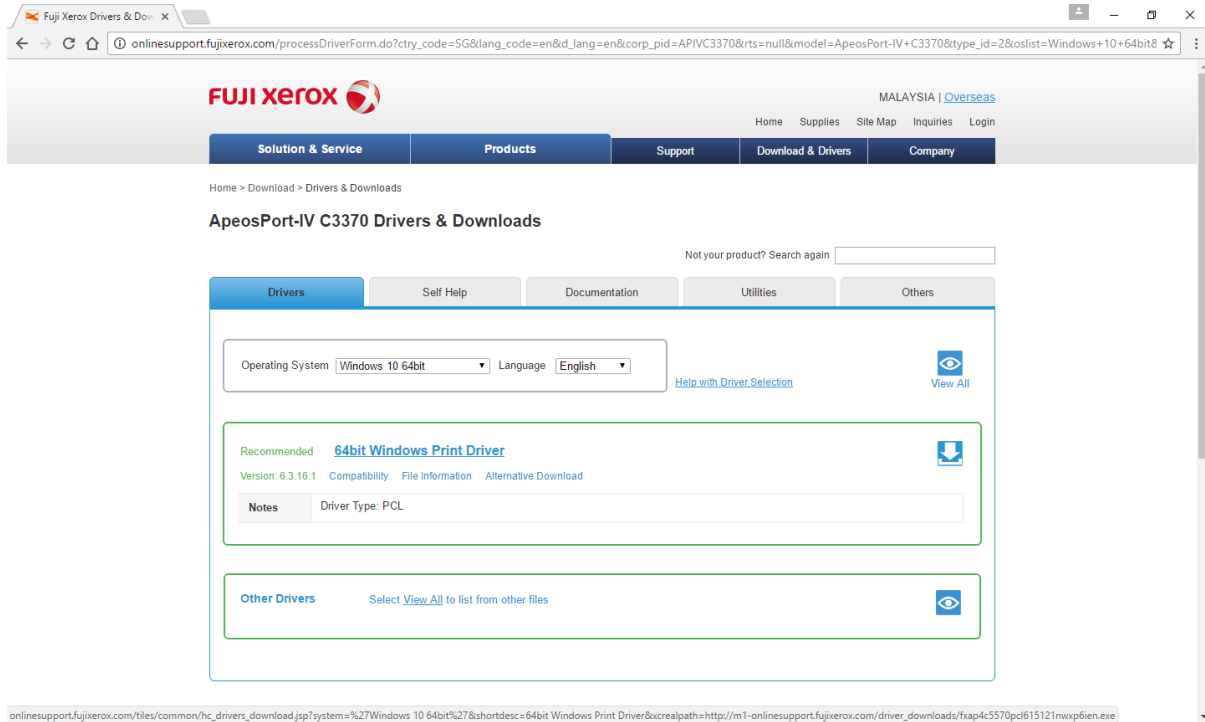 Fuji Xerox Drivers & Dow
onlinesupport.fujixerox.com/processDriverForm.do?ctry_code=SG&lang_code=en&d_lang=en&corp_pid=APIVC3370&rts=null&model=ApeosPort-IV+C3370&type_id=2&oslist=Windows+10+64bit8
FUJI xerox
MALAYSIA | Overseas
Home Supplies Site Map Inquiries Login
Solution & Service Products Support Download & Drivers Company
Home > Download > Drivers & Downloads
ApeosPort-IV C3370 Drivers & Downloads
Not your product? Search again
Drivers Self Help Documentation Utilities Others
Operating System Windows 10 64bit Language English
Help with Driver Selection
View All
Recommended 64bit Windows Print Driver
Version: 6.3.16.1 Compatibility File Information Alternative Download
Notes Driver Type: PCL
Other Drivers Select View All to list from other files
onlinesupport.fujixerox.com/tiles/common/hc_drivers_download.jsp?system=%27Windows 10 64bit%27&shortdesc=64bit Windows Print Driver&xcrealpath=http://m1-onlinesupport.fujixerox.com/driver_downloads/fxap4c5570pcl615121nwxp6ien.exe